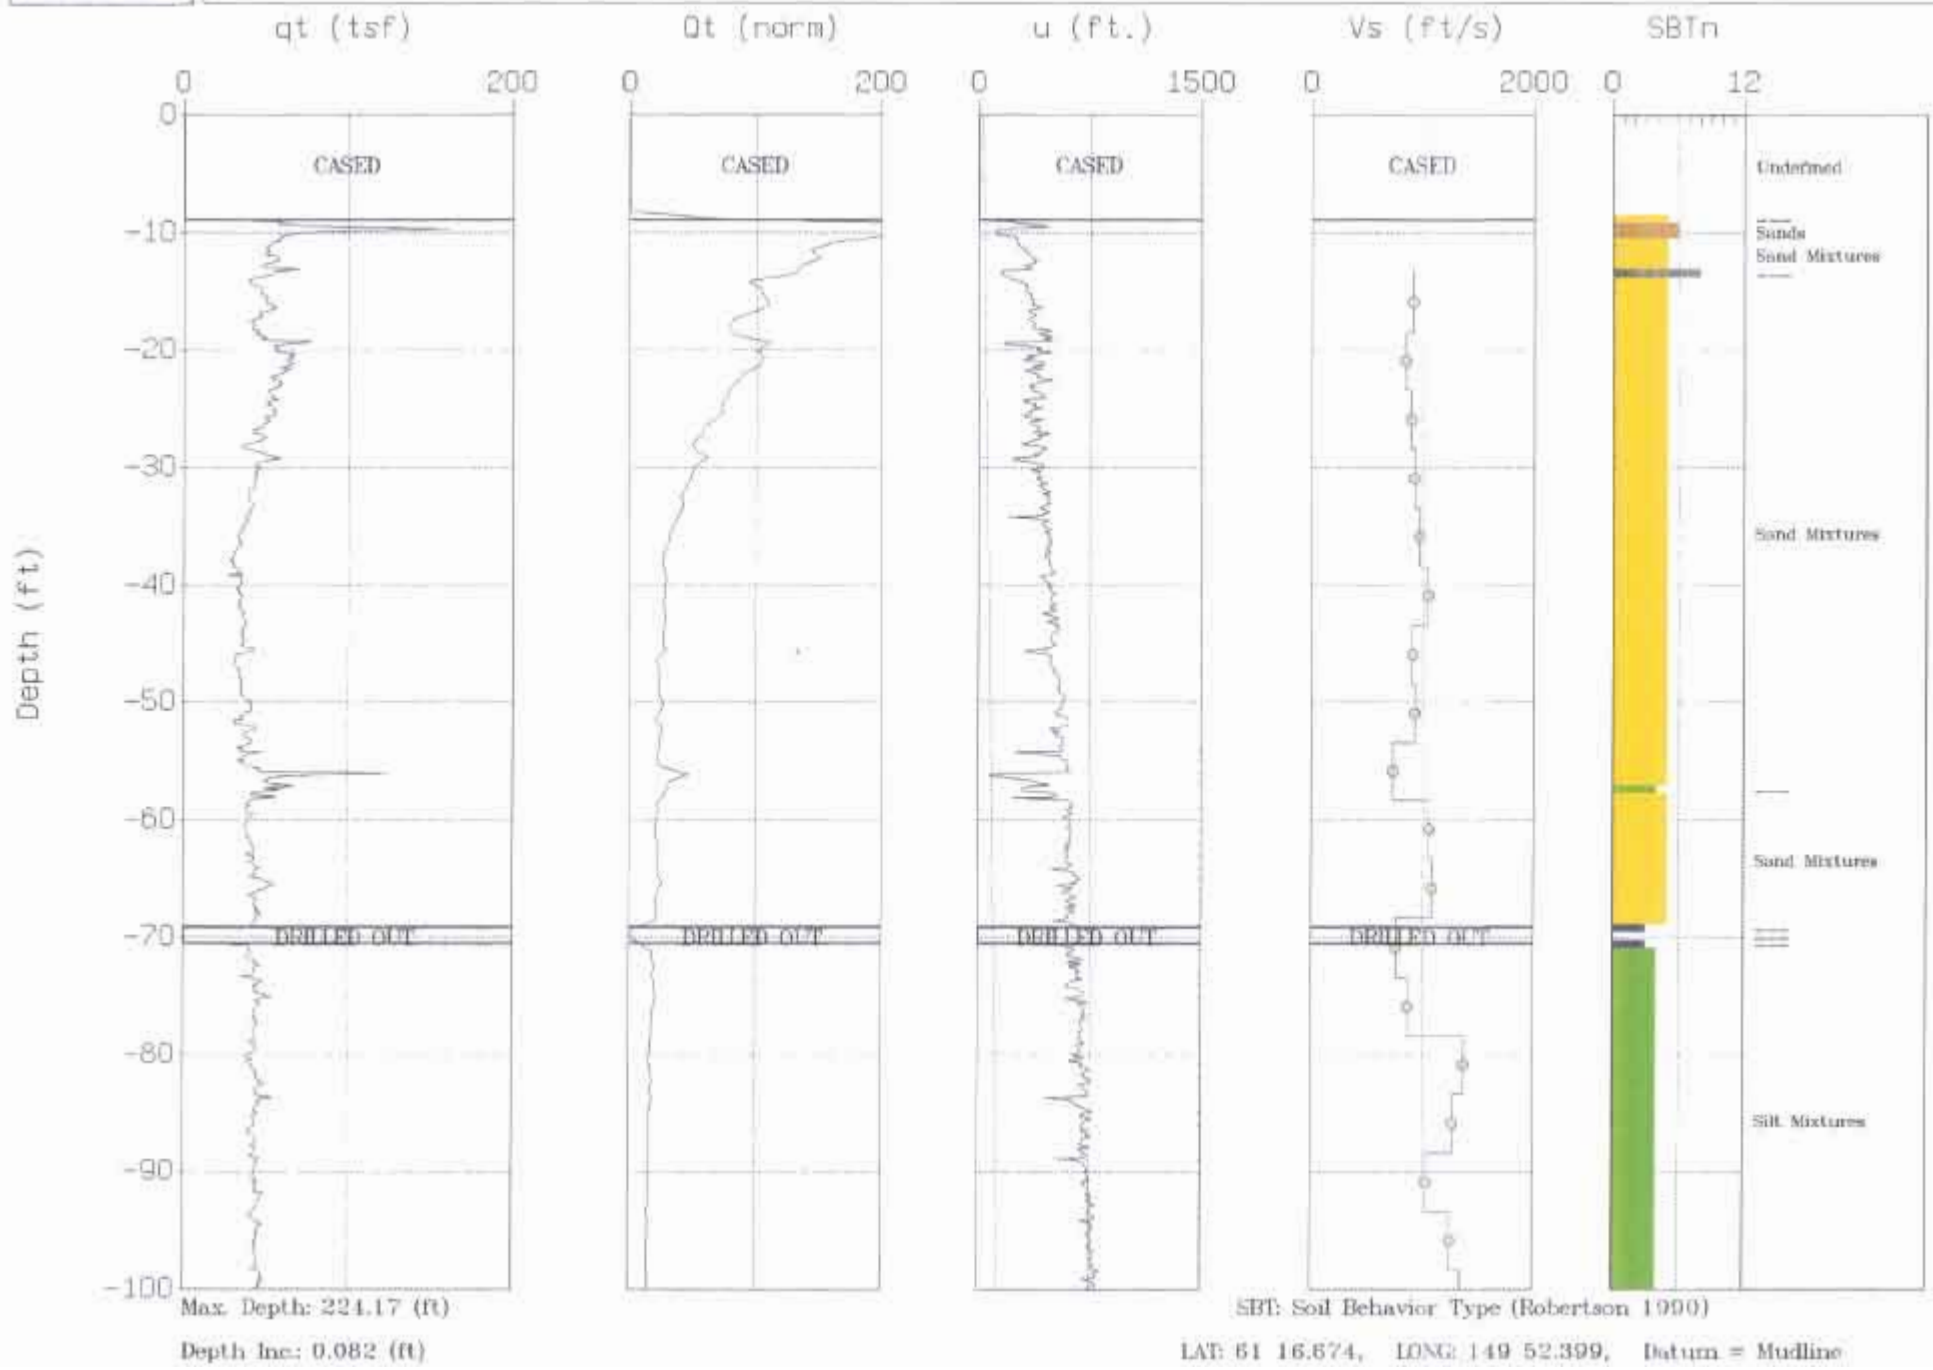 qt (tsf) Qt (norm) u (ft.) Vs (ft/s) SBTn
0 200 0 200 0 1500 0 2000 0 12
0
CASED CASED CASED CASED
Undefined
-10
Sands
Sand Mixtures
-20
-30
Sand Mixtures
-40
Depth (ft)
-50
-60
Sand Mixtures
-70
DRILLED OUT DRILLED OUT DRILLED OUT DRILLED OUT
-80
Silt Mixtures
-90
-100
Max. Depth: 224.17 (ft)
SBT: Soil Behavior Type (Robertson 1990)
Depth Inc.: 0.082 (ft)
LAT: 61 16.674, LONG: 149 52.399, Datum = Mudline